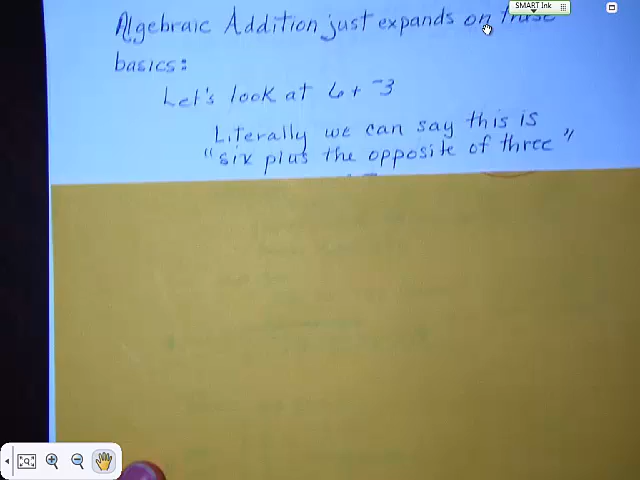 SMART Ink
Algebraic Addition just expands on these
basics:
Let's look at 6 + ⁻3
Literally we can say this is
"six plus the opposite of three"